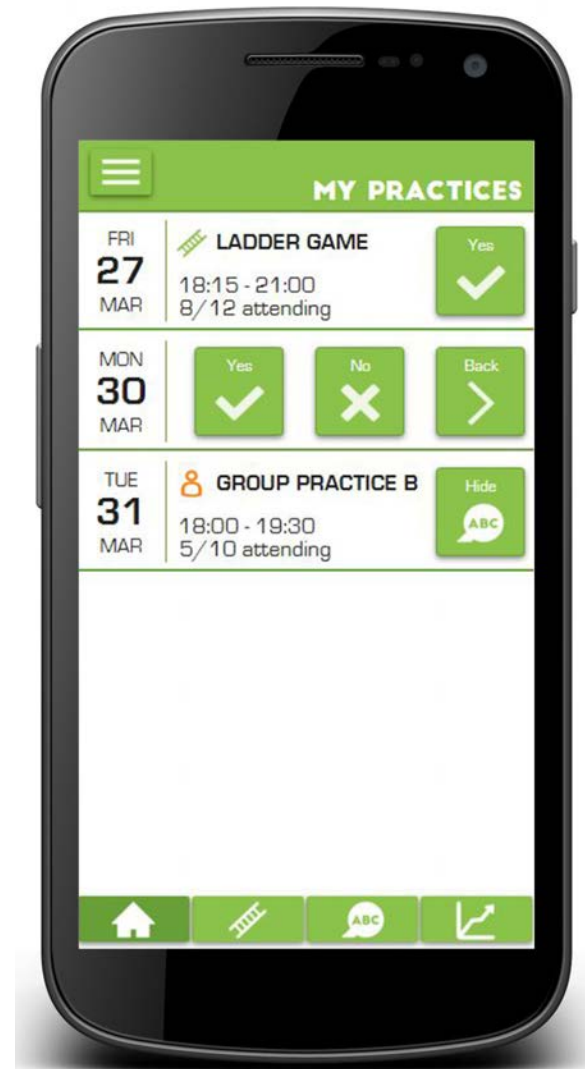 MY PRACTICES
FRI
27
MAR
LADDER GAME
18:15 - 21:00
8/12 attending
Yes
MON
30
MAR
Yes
No
Back
TUE
31
MAR
GROUP PRACTICE B
18:00 - 19:30
5/10 attending
Hide
ABC
ABC